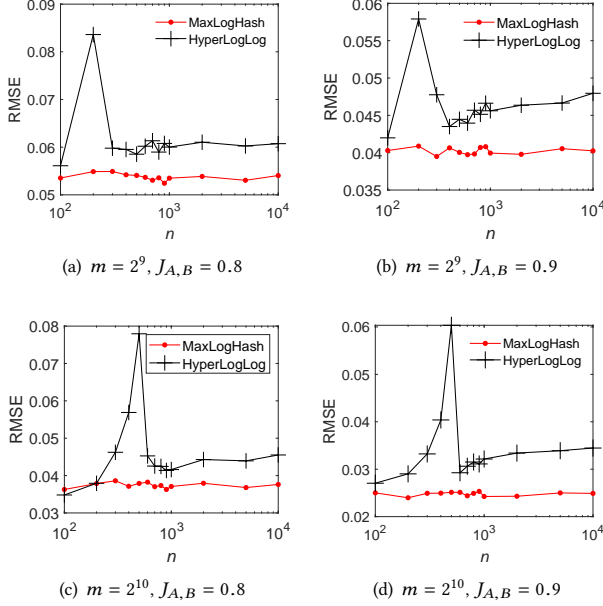 0.09
0.08
0.07
0.06
0.05
RMSE
MaxLogHash
HyperLogLog
10^2
10^3
10^4
n
(a) m = 2^9, J_{A,B} = 0.8
0.06
0.055
0.05
0.045
0.04
0.035
RMSE
MaxLogHash
HyperLogLog
10^2
10^3
10^4
n
(b) m = 2^9, J_{A,B} = 0.9
0.08
0.07
0.06
0.05
0.04
0.03
RMSE
MaxLogHash
HyperLogLog
10^2
10^3
10^4
n
(c) m = 2^{10}, J_{A,B} = 0.8
0.06
0.05
0.04
0.03
0.02
RMSE
MaxLogHash
HyperLogLog
10^2
10^3
10^4
n
(d) m = 2^{10}, J_{A,B} = 0.9